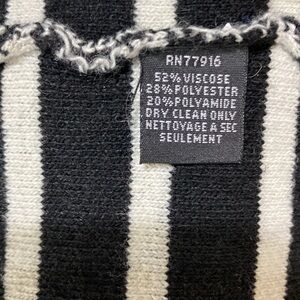 RN77916
52% VISCOSE
28% POLYESTER
20% POLYAMIDE
DRY CLEAN ONLY
NETTOYAGE A SEC
SEULEMENT